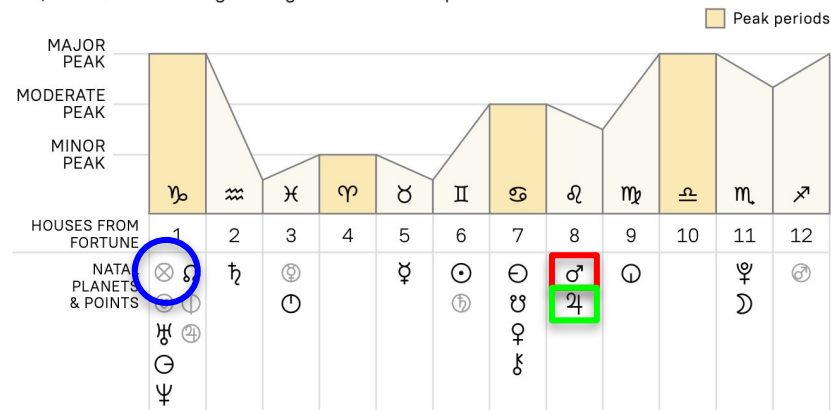 Peak periods
MAJOR
PEAK
MODERATE
PEAK
MINOR
PEAK
HOUSES FROM
FORTUNE
1 2 3 4 5 6 7 8 9 10 11 12
NATA
PLANETS
& POINTS